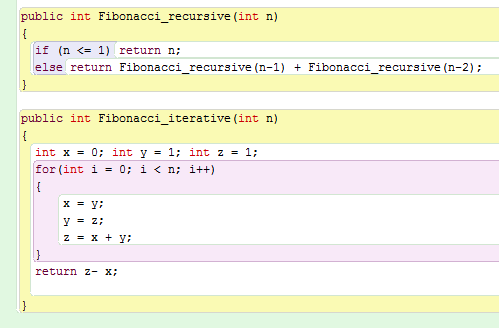 public int Fibonacci_recursive(int n)
{
if (n <= 1) return n;
else return Fibonacci_recursive(n-1) + Fibonacci_recursive(n-2);
}
public int Fibonacci_iterative(int n)
{
int x = 0; int y = 1; int z = 1;
for(int i = 0; i < n; i++)
{
x = y;
y = z;
z = x + y;
}
return z- x;
}